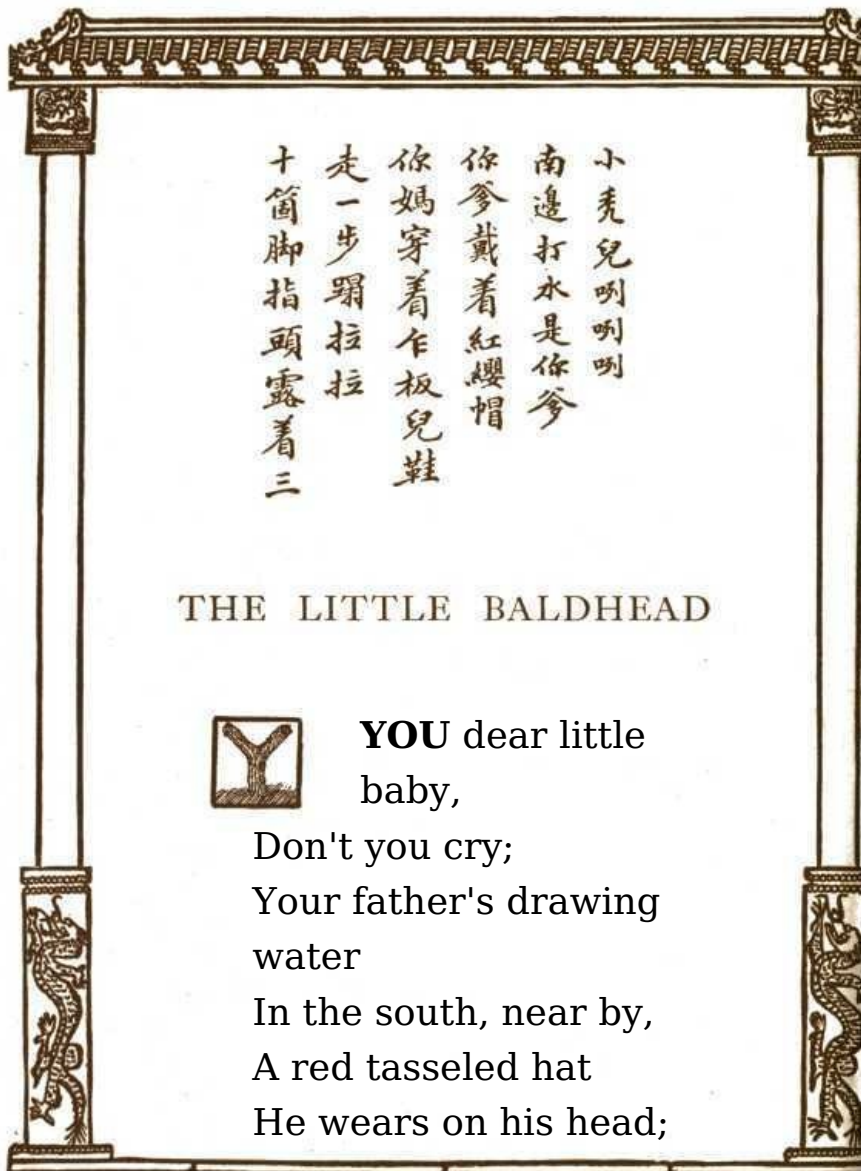 小秃兒咧咧咧
南邊打水是你爹
你爹戴着紅纓帽
你媽穿着乍板兒鞋
走一步蹋拉拉
十箇脚指頭露着三
THE LITTLE BALDHEAD
YOU dear little
baby,
Don't you cry;
Your father's drawing
water
In the south, near by,
A red tasseled hat
He wears on his head;